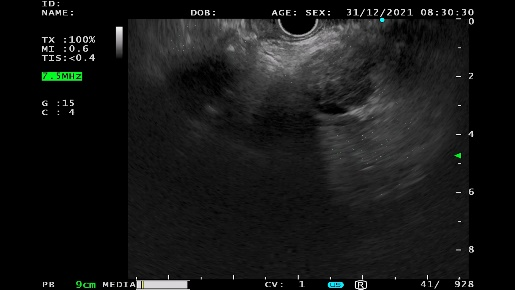 TD:
NAME: DOB: AGE: SEX: 31/12/2021 08:30:30
0
TX :100%
MI :0.6
TIS:<0.4
7.5MHz
2
G :15
C : 4
4
6
8
PB 9cm MEDIA CV: 1 R 41/ 928